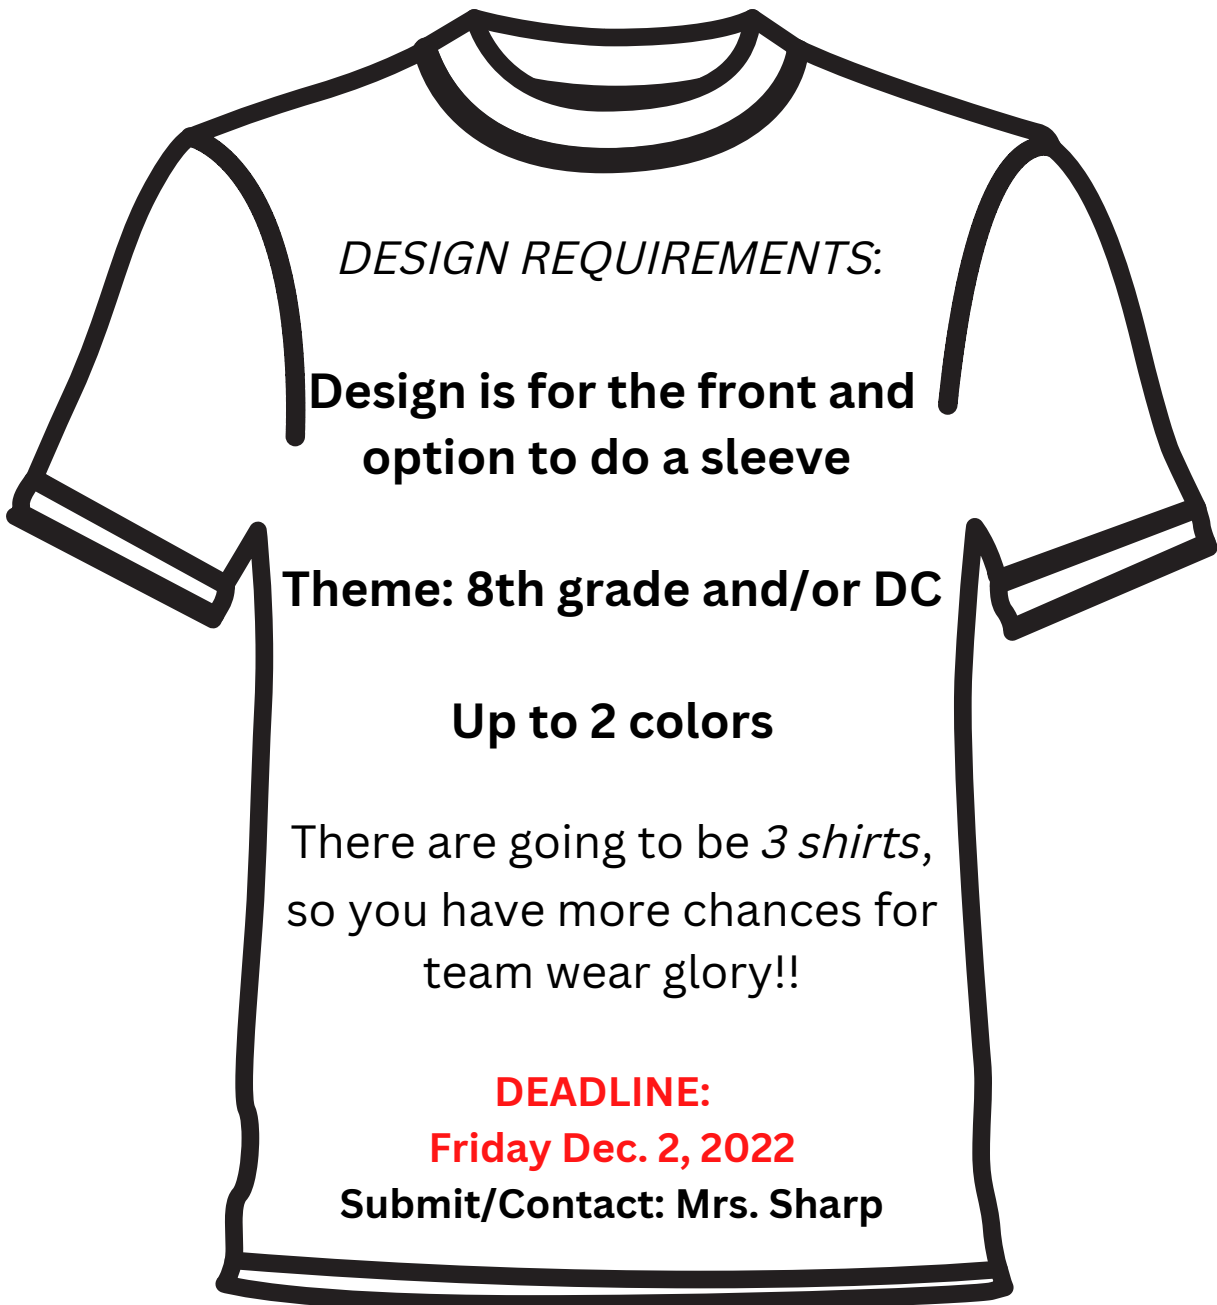 DESIGN REQUIREMENTS:
Design is for the front and
option to do a sleeve
Theme: 8th grade and/or DC
Up to 2 colors
There are going to be 3 shirts,
so you have more chances for
team wear glory!!
DEADLINE:
Friday Dec. 2, 2022
Submit/Contact: Mrs. Sharp